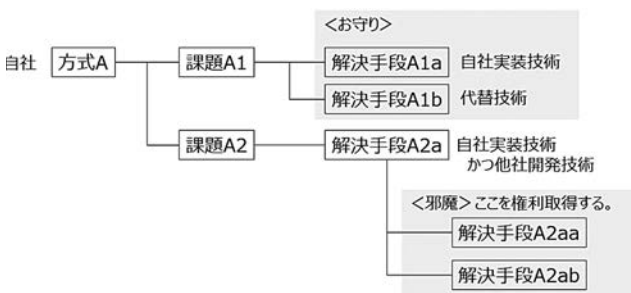 ＜お守り＞
自社 方式A 課題A1 解決手段A1a 自社実装技術
解決手段A1b 代替技術
課題A2 解決手段A2a 自社実装技術
かつ他社開発技術
＜邪魔＞ここを権利取得する。
解決手段A2aa
解決手段A2ab